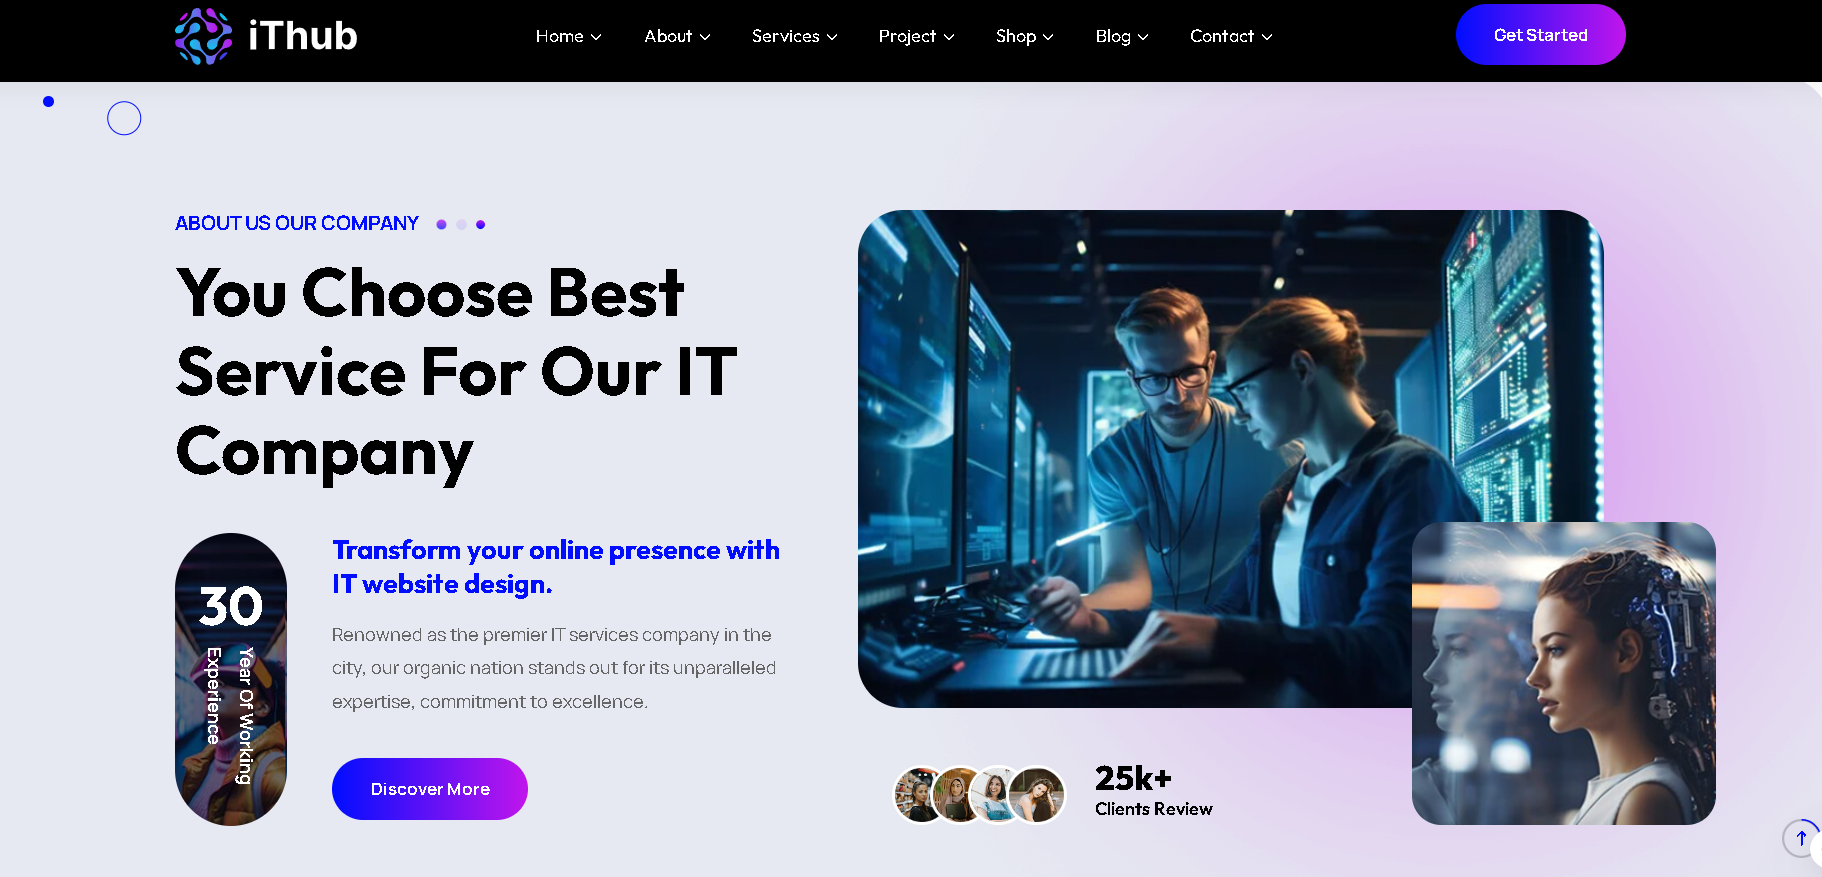 iThub
Home
About
Services
Project
Shop
Blog
Contact
Get Started
ABOUT US OUR COMPANY
You Choose Best
Service For Our IT
Company
30
Year Of Working
Experience
Transform your online presence with
IT website design.
Renowned as the premier IT services company in the
city, our organic nation stands out for its unparalleled
expertise, commitment to excellence.
Discover More
25k+
Clients Review